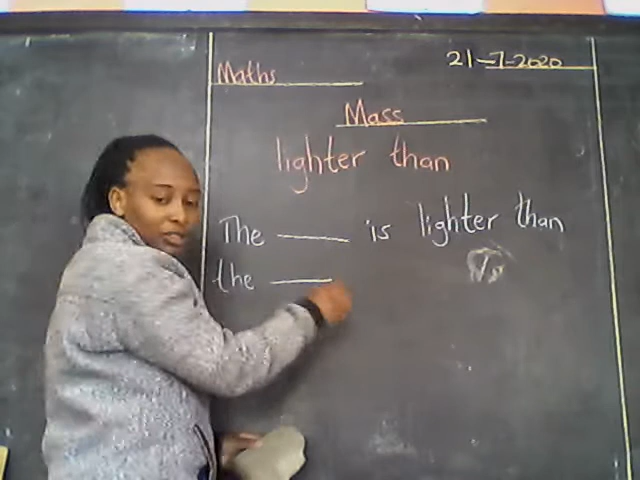 21-7-2020
Maths
Mass
lighter than
The ____ is lighter than
the ____